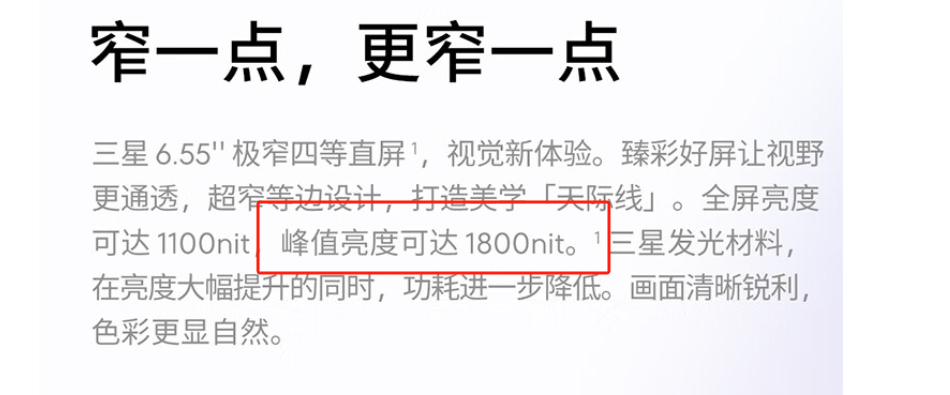 窄一点，更窄一点
三星 6.55'' 极窄四等直屏¹，视觉新体验。臻彩好屏让视野
更通透，超窄等边设计，打造美学「天际线」。全屏亮度
可达 1100nit，峰值亮度可达 1800nit。¹ 三星发光材料，
在亮度大幅提升的同时，功耗进一步降低。画面清晰锐利，
色彩更显自然。